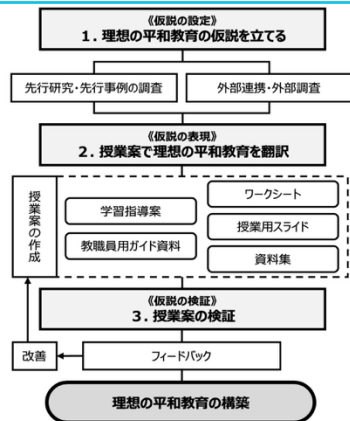 《仮説の設定》
1．理想の平和教育の仮説を立てる
先行研究・先行事例の調査
外部連携・外部調査
《仮説の表現》
2．授業案で理想の平和教育を翻訳
授業案の作成
学習指導案
教職員用ガイド資料
ワークシート
授業用スライド
資料集
《仮説の検証》
3．授業案の検証
改善
フィードバック
理想の平和教育の構築